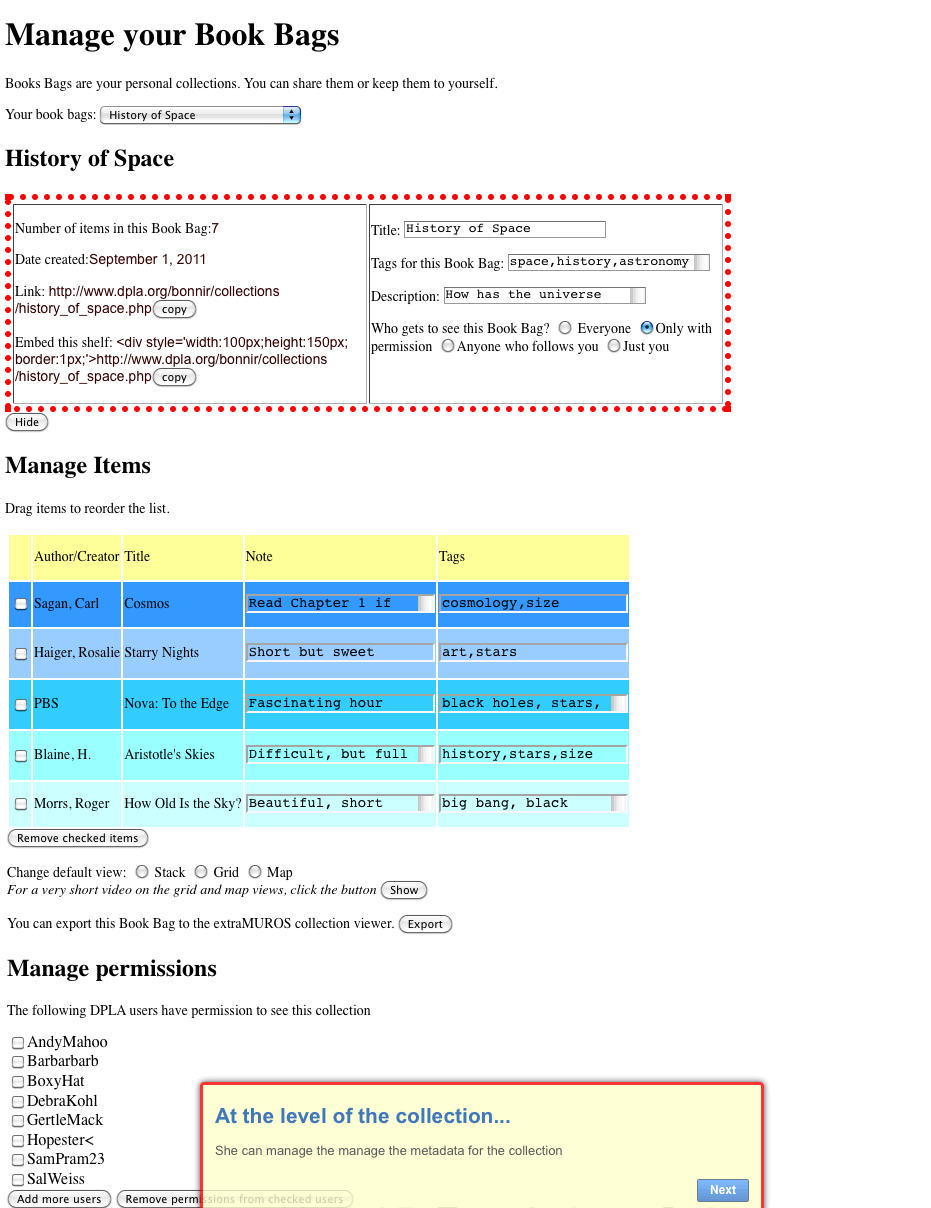 Manage your Book Bags
Books Bags are your personal collections. You can share them or keep them to yourself.
Your book bags: History of Space
History of Space
Number of items in this Book Bag:7
Date created:September 1, 2011
Link: http://www.dpla.org/bonnir/collections
/history_of_space.php copy
Embed this shelf: <div style='width:100px;height:150px;
border:1px;'>http://www.dpla.org/bonnir/collections
/history_of_space.php copy
Title: History of Space
Tags for this Book Bag: space,history,astronomy
Description: How has the universe
Who gets to see this Book Bag? Everyone Only with
permission Anyone who follows you Just you
Hide
Manage Items
Drag items to reorder the list.
Author/Creator Title Note Tags
Sagan, Carl Cosmos Read Chapter 1 if cosmology,size
Haiger, Rosalie Starry Nights Short but sweet art,stars
PBS Nova: To the Edge Fascinating hour black holes, stars,
Blaine, H. Aristotle's Skies Difficult, but full history,stars,size
Morrs, Roger How Old Is the Sky? Beautiful, short big bang, black
Remove checked items
Change default view: Stack Grid Map
For a very short video on the grid and map views, click the button Show
You can export this Book Bag to the extraMUROS collection viewer. Export
Manage permissions
The following DPLA users have permission to see this collection
AndyMahoo
Barbarbarb
BoxyHat
DebraKohl
GertleMack
Hopester<
SamPram23
SalWeiss
Add more users Remove permissions from checked users
At the level of the collection...
She can manage the manage the metadata for the collection
Next